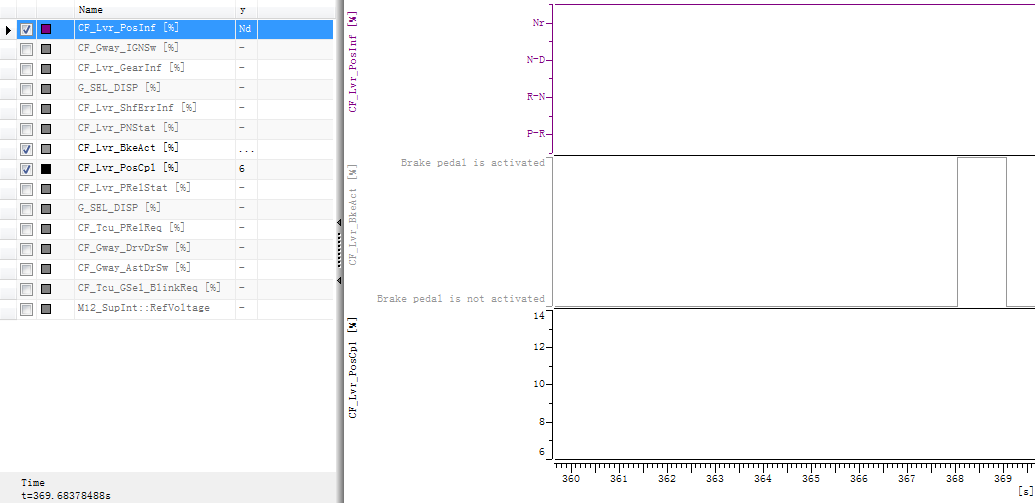 Name y
CF_Lvr_PosInf [%] Nd
CF_Gway_IGNSw [%] -
CF_Lvr_GearInf [%] -
G_SEL_DISP [%] -
CF_Lvr_ShfErrInf [%] -
CF_Lvr_PNStat [%] -
CF_Lvr_BkeAct [%] ...
CF_Lvr_PosCpl [%] 6
CF_Lvr_PRelStat [%] -
G_SEL_DISP [%] -
CF_Tcu_PRelReq [%] -
CF_Gway_DrvDrSw [%] -
CF_Gway_AstDrSw [%] -
CF_Tcu_GSel_BlinkReq [%] -
M12_SupInt::RefVoltage -
Time
t=369.68378488s
CF_Lvr_PosInf [%]
Nr
N-D
R-N
P-R
CF_Lvr_BkeAct [%]
Brake pedal is activated
Brake pedal is not activated
CF_Lvr_PosCpl [%]
14
12
10
8
6
360 361 362 363 364 365 366 367 368 369
[s]